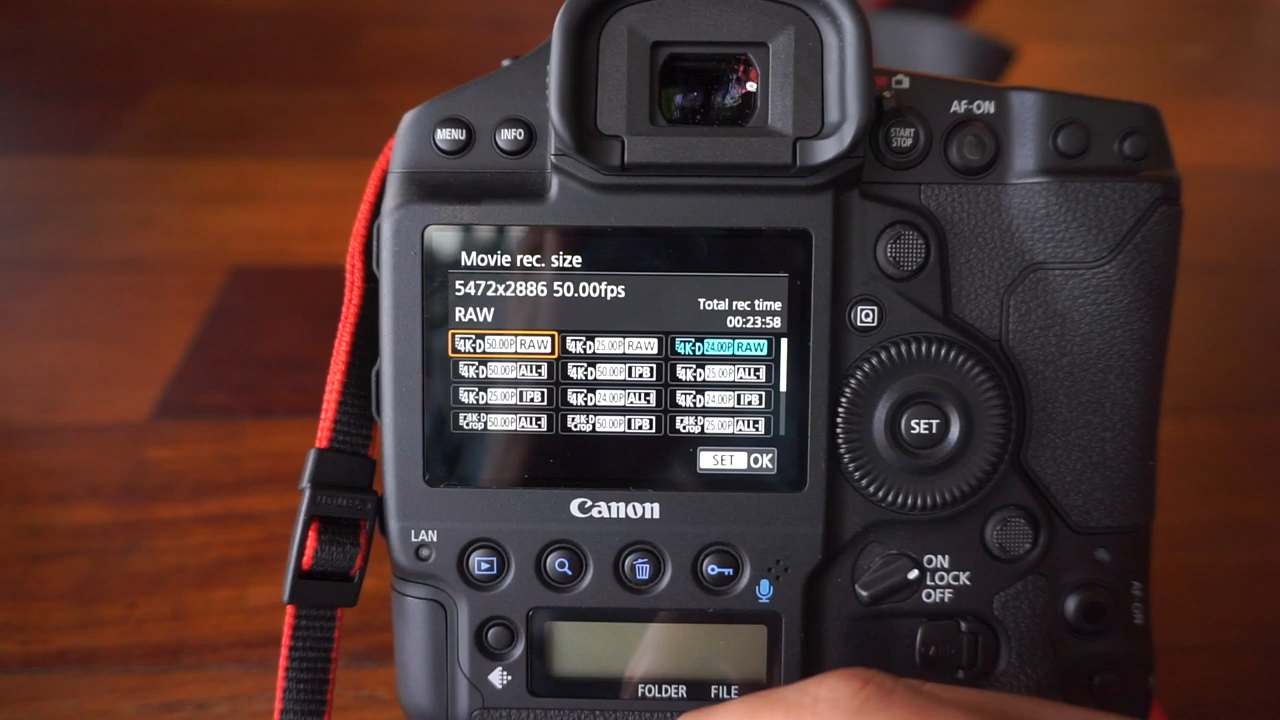 MENU INFO
AF-ON
START
STOP
Movie rec. size
5472x2886 50.00fps
RAW
Total rec time
00:23:58
4K-D 50.00P RAW 4K-D 25.00P RAW 4K-D 24.00P RAW
4K-D 50.00P ALL-I 4K-D 50.00P IPB 4K-D 25.00P ALL-I
4K-D 25.00P IPB 4K-D 24.00P ALL-I 4K-D 24.00P IPB
4K-D Crop 50.00P ALL-I 4K-D Crop 50.00P IPB 4K-D Crop 25.00P ALL-I
SET OK
Q
SET
Canon
LAN
ON
LOCK
OFF
AF-ON
FOLDER FILE